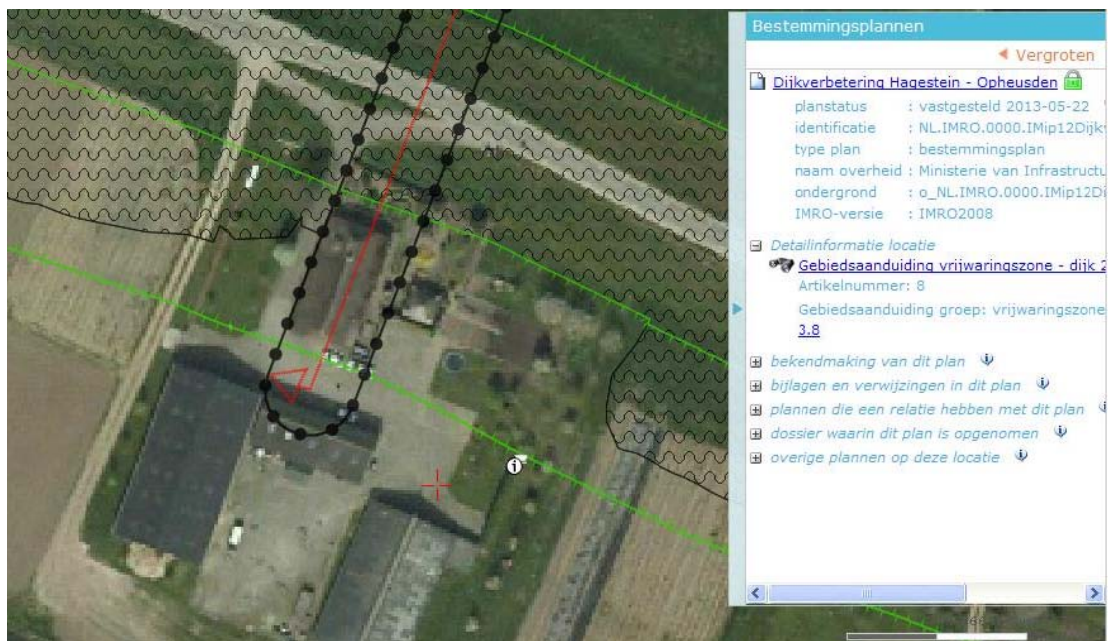 Bestemmingsplannen
Vergroten
Dijkverbetering Hagestein - Opheusden
planstatus : vastgesteld 2013-05-22
identificatie : NL.IMRO.0000.IMip12Dijkv
type plan : bestemmingsplan
naam overheid : Ministerie van Infrastructu
ondergrond : o_NL.IMRO.0000.IMip12Di
IMRO-versie : IMRO2008
Detailinformatie locatie
Gebiedsaanduiding vrijwaringszone - dijk 2
Artikelnummer: 8
Gebiedsaanduiding groep: vrijwaringszone
3.8
bekendmaking van dit plan
bijlagen en verwijzingen in dit plan
plannen die een relatie hebben met dit plan
dossier waarin dit plan is opgenomen
overige plannen op deze locatie